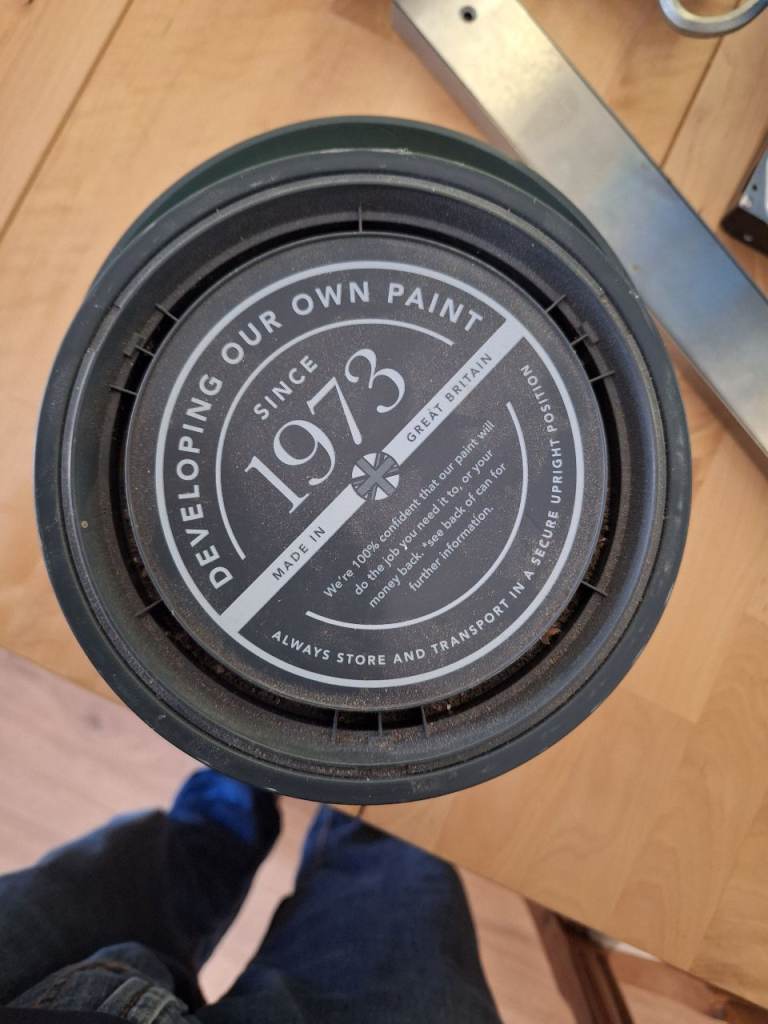 DEVELOPING OUR OWN PAINT
SINCE
1973
MADE IN GREAT BRITAIN
We're 100% confident that our paint will
do the job you need it to, or your
money back. *see back of can for
further information.
ALWAYS STORE AND TRANSPORT IN A SECURE UPRIGHT POSITION